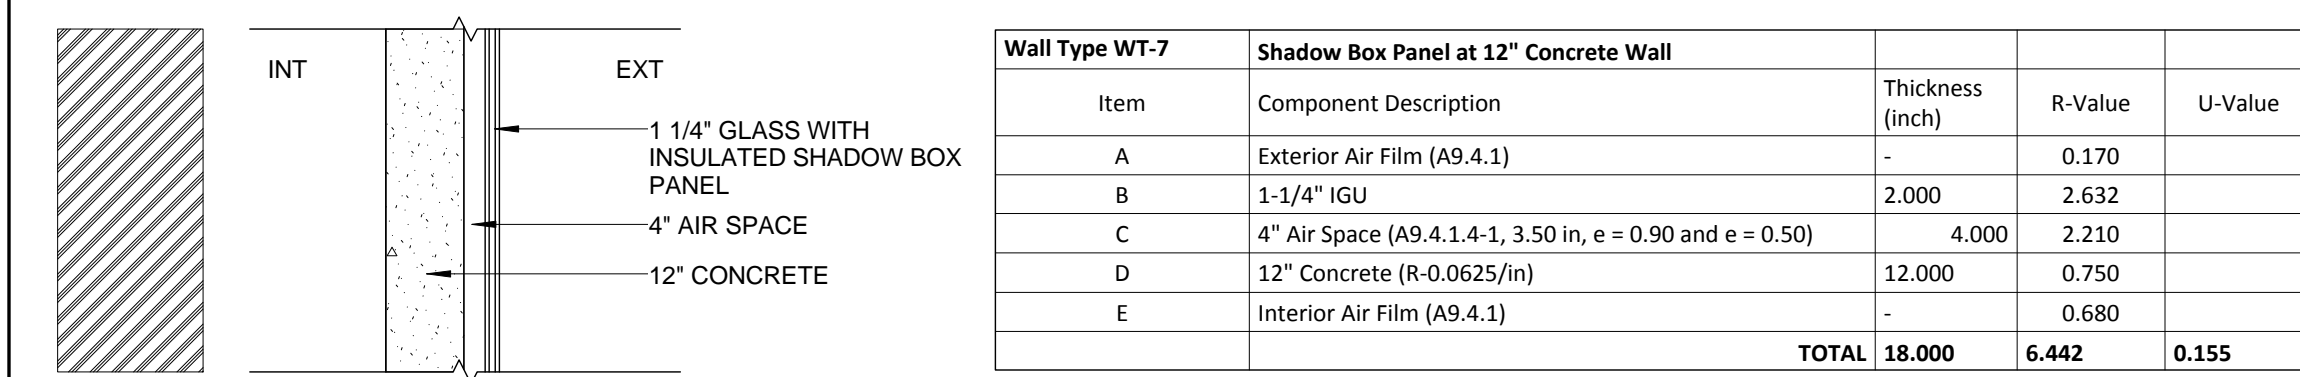 INT
EXT
1 1/4" GLASS WITH
INSULATED SHADOW BOX
PANEL
4" AIR SPACE
12" CONCRETE
Wall Type WT-7 Shadow Box Panel at 12" Concrete Wall
Item Component Description Thickness (inch) R-Value U-Value
A Exterior Air Film (A9.4.1) - 0.170
B 1-1/4" IGU 2.000 2.632
C 4" Air Space (A9.4.1.4-1, 3.50 in, e = 0.90 and e = 0.50) 4.000 2.210
D 12" Concrete (R-0.0625/in) 12.000 0.750
E Interior Air Film (A9.4.1) - 0.680
TOTAL 18.000 6.442 0.155